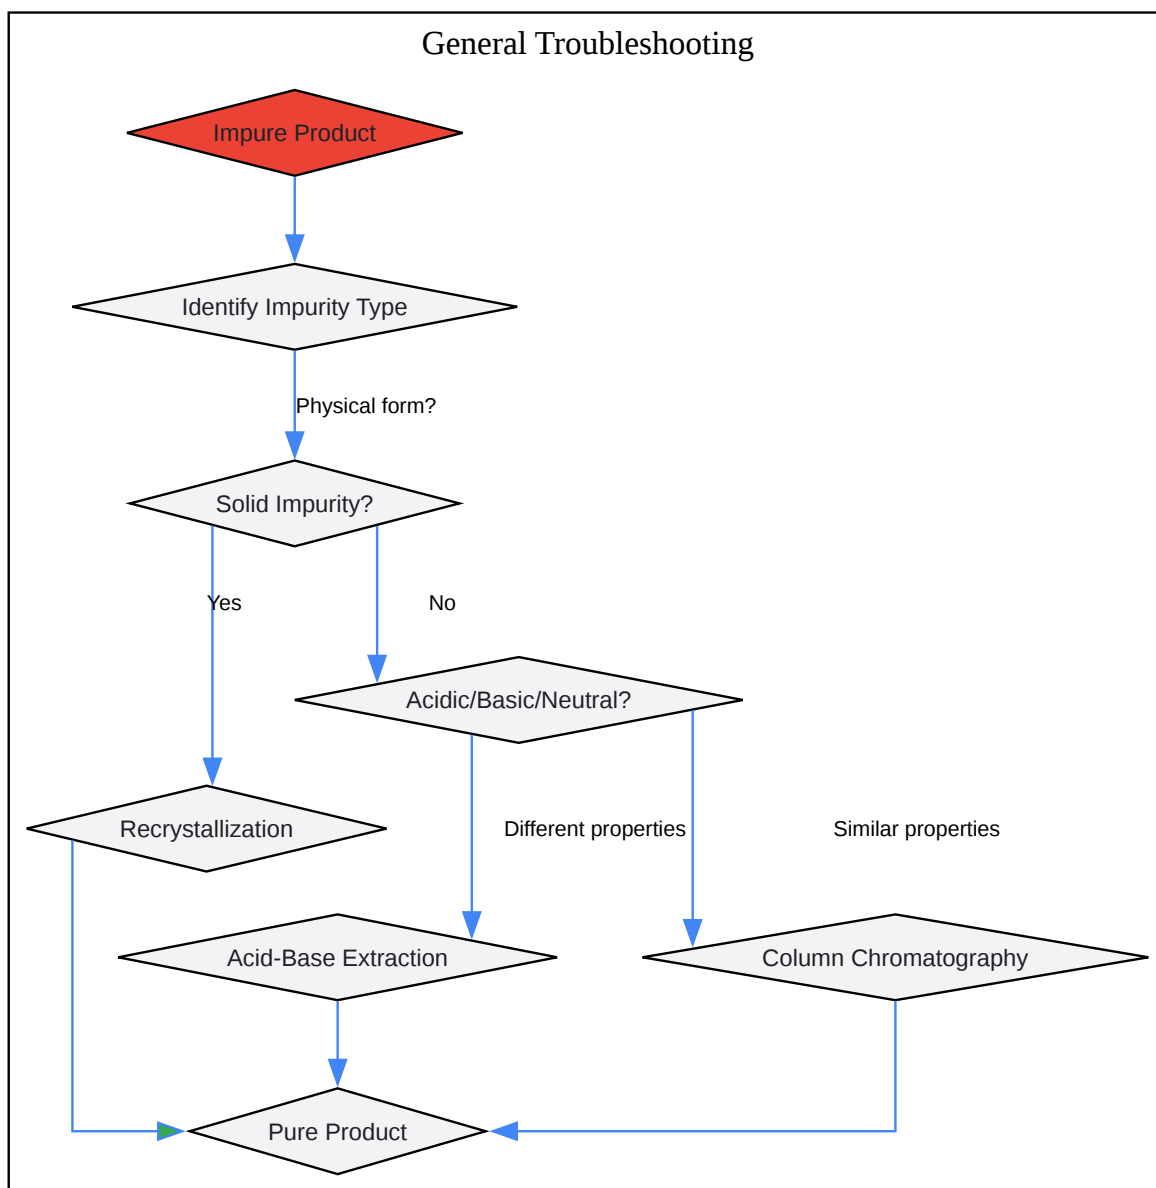 General Troubleshooting
Impure Product
Identify Impurity Type
Physical form?
Solid Impurity?
Yes
No
Acidic/Basic/Neutral?
Recrystallization
Different properties
Similar properties
Acid-Base Extraction
Column Chromatography
Pure Product